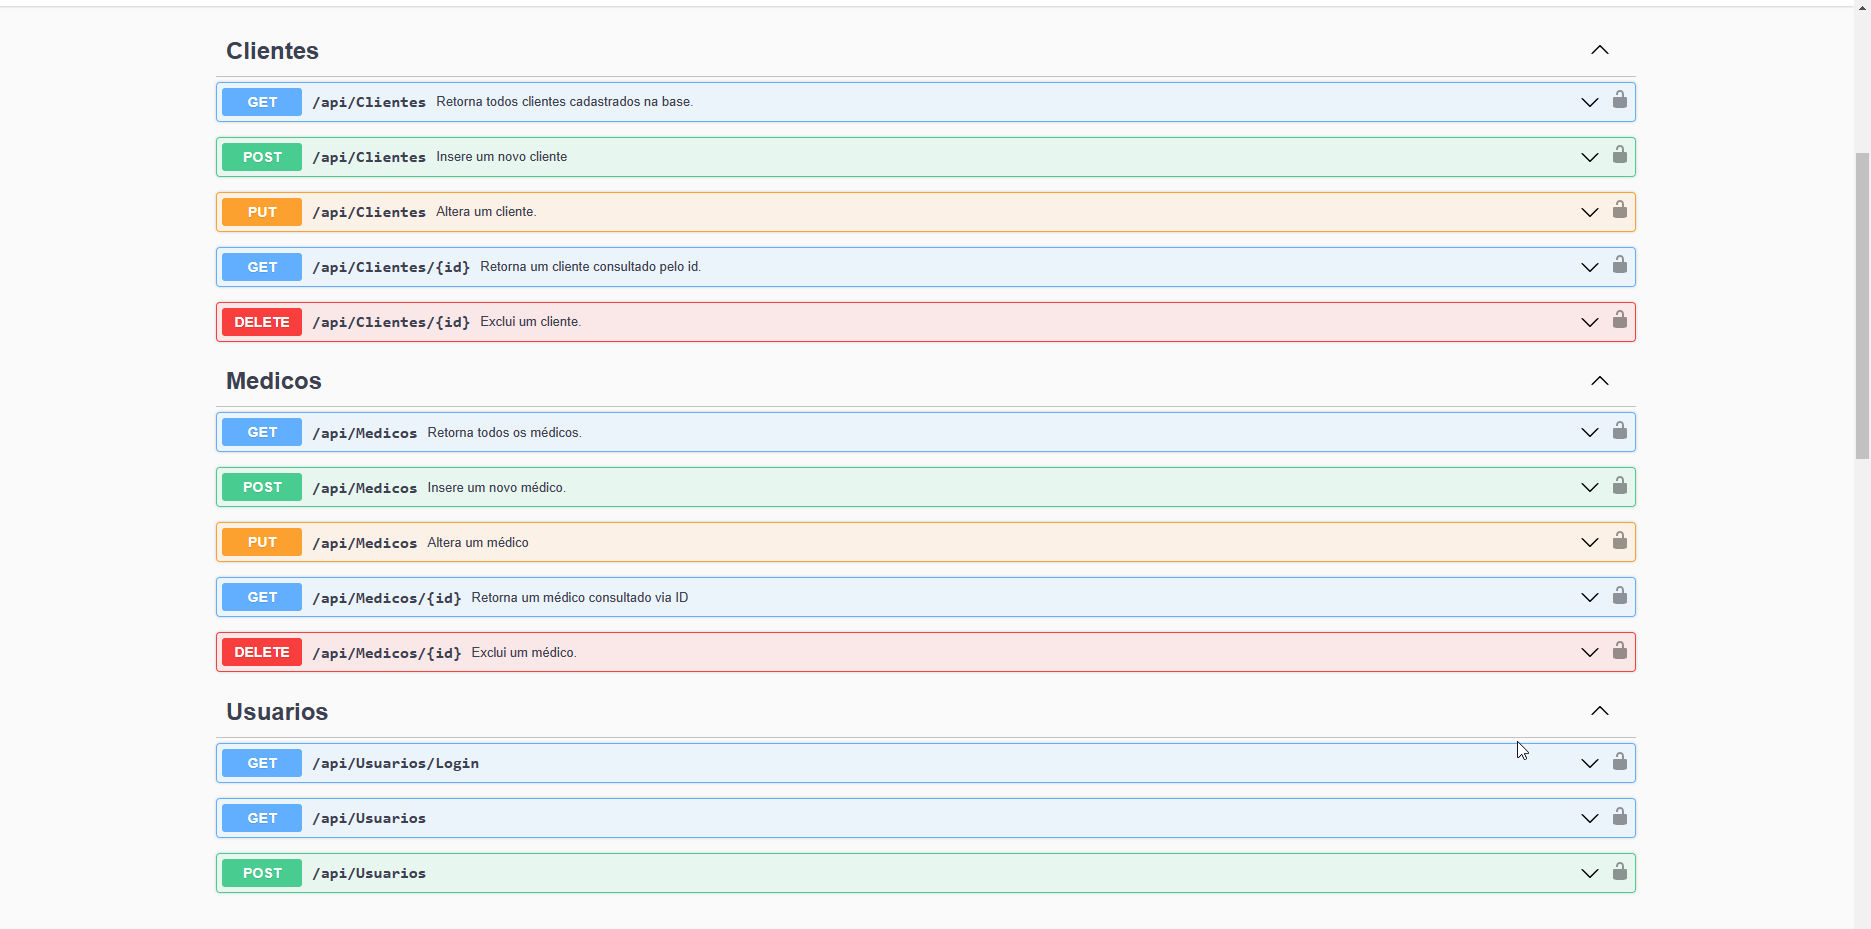 Clientes
GET /api/Clientes Retorna todos clientes cadastrados na base.
POST /api/Clientes Insere um novo cliente
PUT /api/Clientes Altera um cliente.
GET /api/Clientes/{id} Retorna um cliente consultado pelo id.
DELETE /api/Clientes/{id} Exclui um cliente.
Medicos
GET /api/Medicos Retorna todos os médicos.
POST /api/Medicos Insere um novo médico.
PUT /api/Medicos Altera um médico
GET /api/Medicos/{id} Retorna um médico consultado via ID
DELETE /api/Medicos/{id} Exclui um médico.
Usuarios
GET /api/Usuarios/Login
GET /api/Usuarios
POST /api/Usuarios